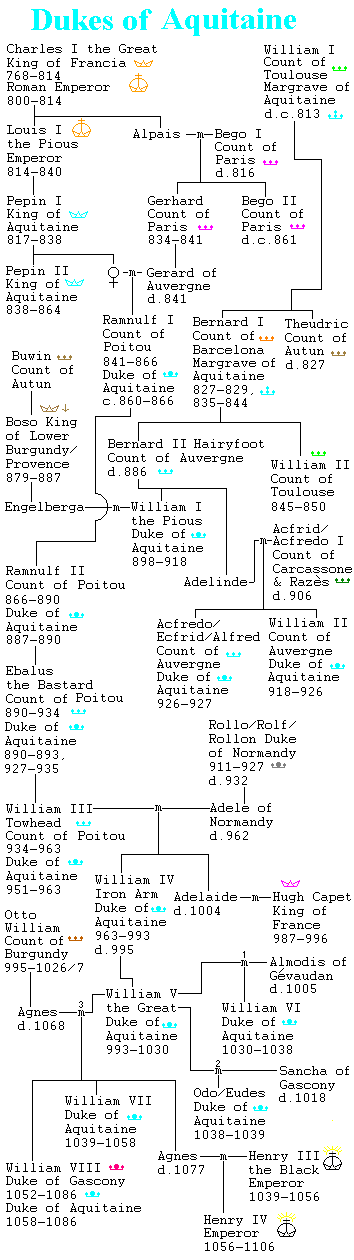 Dukes of Aquitaine
Charles I the Great
King of Francia
768-814
Roman Emperor
800-814
William I
Count of
Toulouse
Margrave of
Aquitaine
d.c.813
Louis I
the Pious
Emperor
814-840
Alpais m Bego I
Count of
Paris
d.816
Pepin I
King of
Aquitaine
817-838
Gerhard
Count of
Paris
834-841
Bego II
Count of
Paris
d.c.861
Pepin II
King of
Aquitaine
838-864
♀ m Gerard of
Auvergne
d.841
Ramnulf I
Count of
Poitou
841-866
Duke of
Aquitaine
c.860-866
Bernard I
Count of
Barcelona
Margrave of
Aquitaine
827-829,
835-844
Theudric
Count of
Autun
d.827
Buwin
Count of
Autun
Boso King
of Lower
Burgundy/
Provence
879-887
Bernard II Hairyfoot
Count of Auvergne
d.886
William II
Count of
Toulouse
845-850
Engelberga m William I
the Pious
Duke of
Aquitaine
898-918
Adelinde
m
Acfrid/
Acfredo I
Count of
Carcassone
& Razès
d.906
Ramnulf II
Count of Poitou
866-890
Duke of
Aquitaine
887-890
Acfredo/
Ecfrid/Alfred
Count of
Auvergne
Duke of
Aquitaine
926-927
William II
Count of
Auvergne
Duke of
Aquitaine
918-926
Ebalus
the Bastard
Count of Poitou
890-934
Duke of
Aquitaine
890-893,
927-935
Rollo/Rolf/
Rollon Duke
of Normandy
911-927
d.932
William III
Towhead
Count of Poitou
934-963
Duke of
Aquitaine
951-963
m
Adele of
Normandy
d.962
William IV
Iron Arm
Duke of
Aquitaine
963-993
d.995
Adelaide m Hugh Capet
d.1004
King of
France
987-996
Otto
William
Count of
Burgundy
995-1026/7
1
m
Almodis of
Gévaudan
d.1005
Agnes
d.1068
3
m
William V
the Great
Duke of
Aquitaine
993-1030
William VI
Duke of
Aquitaine
1030-1038
2
m
Sancha of
Gascony
d.1018
Odo/Eudes
Duke of
Aquitaine
1038-1039
William VII
Duke of
Aquitaine
1039-1058
William VIII
Duke of Gascony
1052-1086
Duke of Aquitaine
1058-1086
Agnes m Henry III
d.1077
the Black
Emperor
1039-1056
Henry IV
Emperor
1056-1106